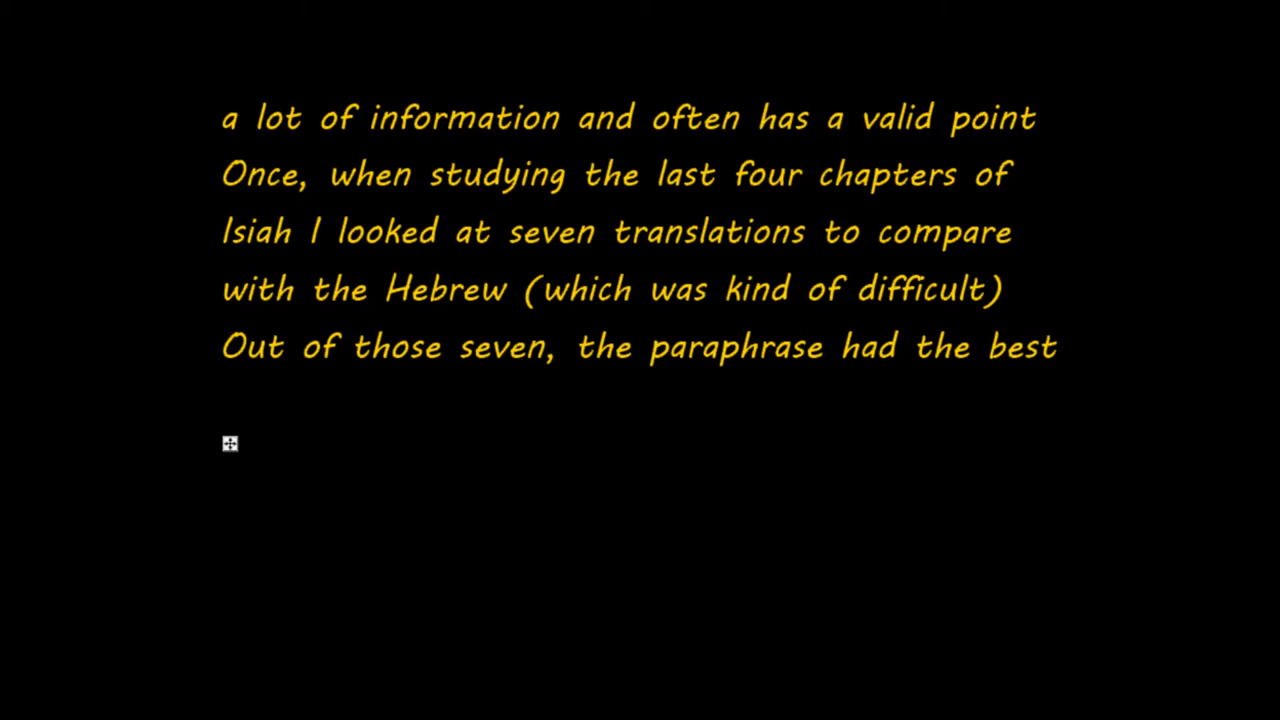 a lot of information and often has a valid point
Once, when studying the last four chapters of
Isiah I looked at seven translations to compare
with the Hebrew (which was kind of difficult)
Out of those seven, the paraphrase had the best